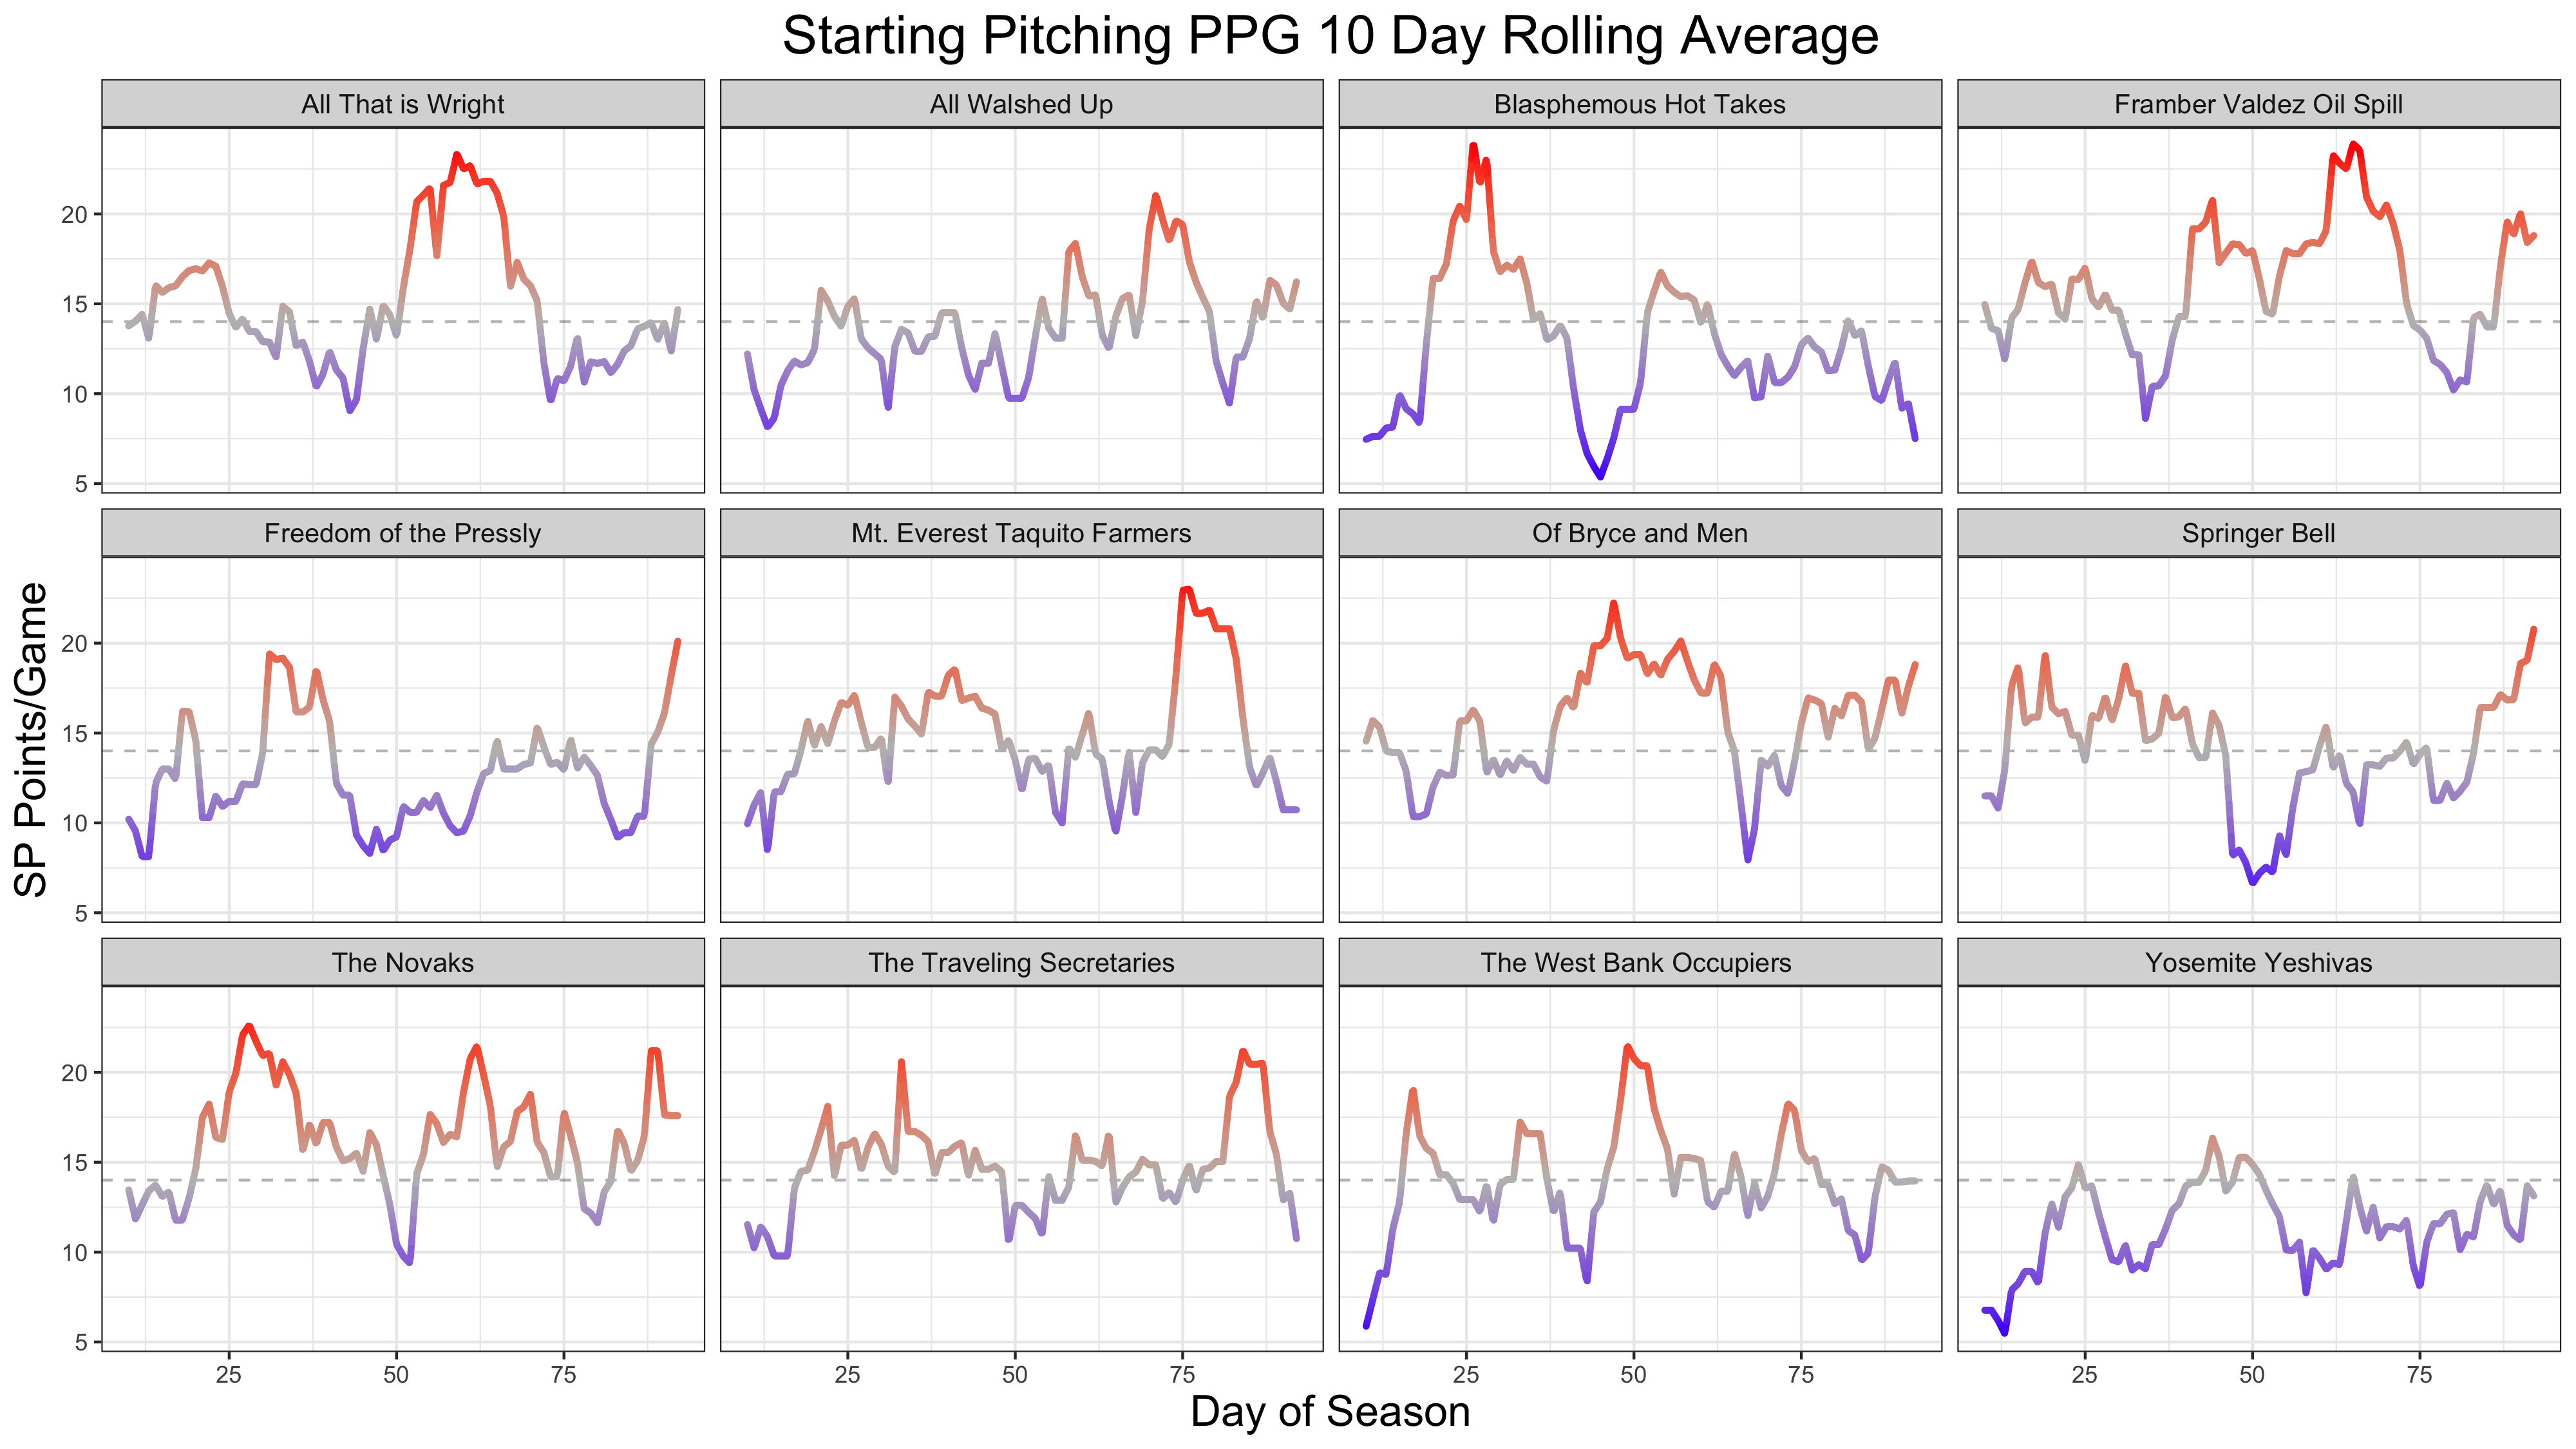 Starting Pitching PPG 10 Day Rolling Average
All That is Wright
All Walshed Up
Blasphemous Hot Takes
Framber Valdez Oil Spill
20
15
10
5
Freedom of the Pressly
Mt. Everest Taquito Farmers
Of Bryce and Men
Springer Bell
20
15
10
5
SP Points/Game
The Novaks
The Traveling Secretaries
The West Bank Occupiers
Yosemite Yeshivas
20
15
10
5
25 50 75 25 50 75 25 50 75 25 50 75
Day of Season